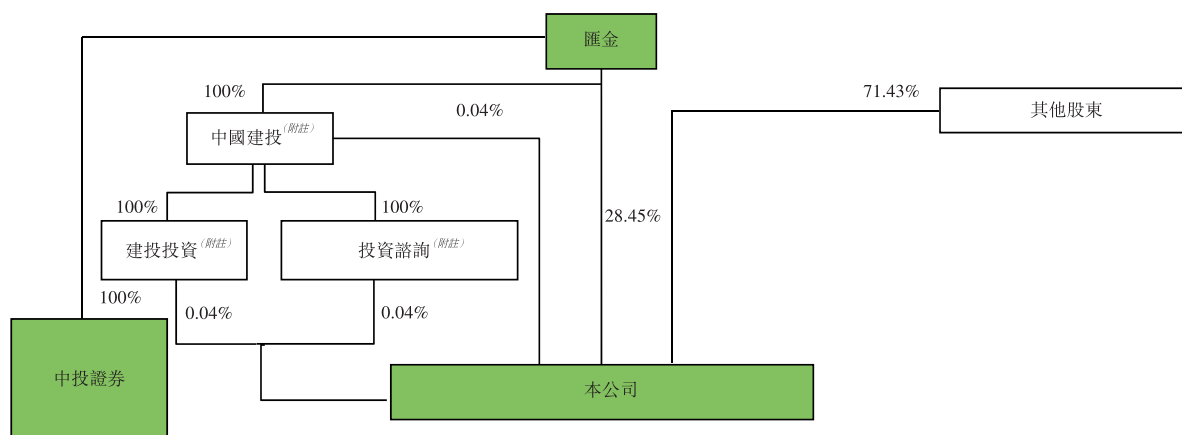 匯金
100%
0.04%
71.43%
其他股東
中國建投(附註)
100%
100%
28.45%
建投投資(附註)
投資諮詢(附註)
100%
0.04%
0.04%
中投證券
本公司